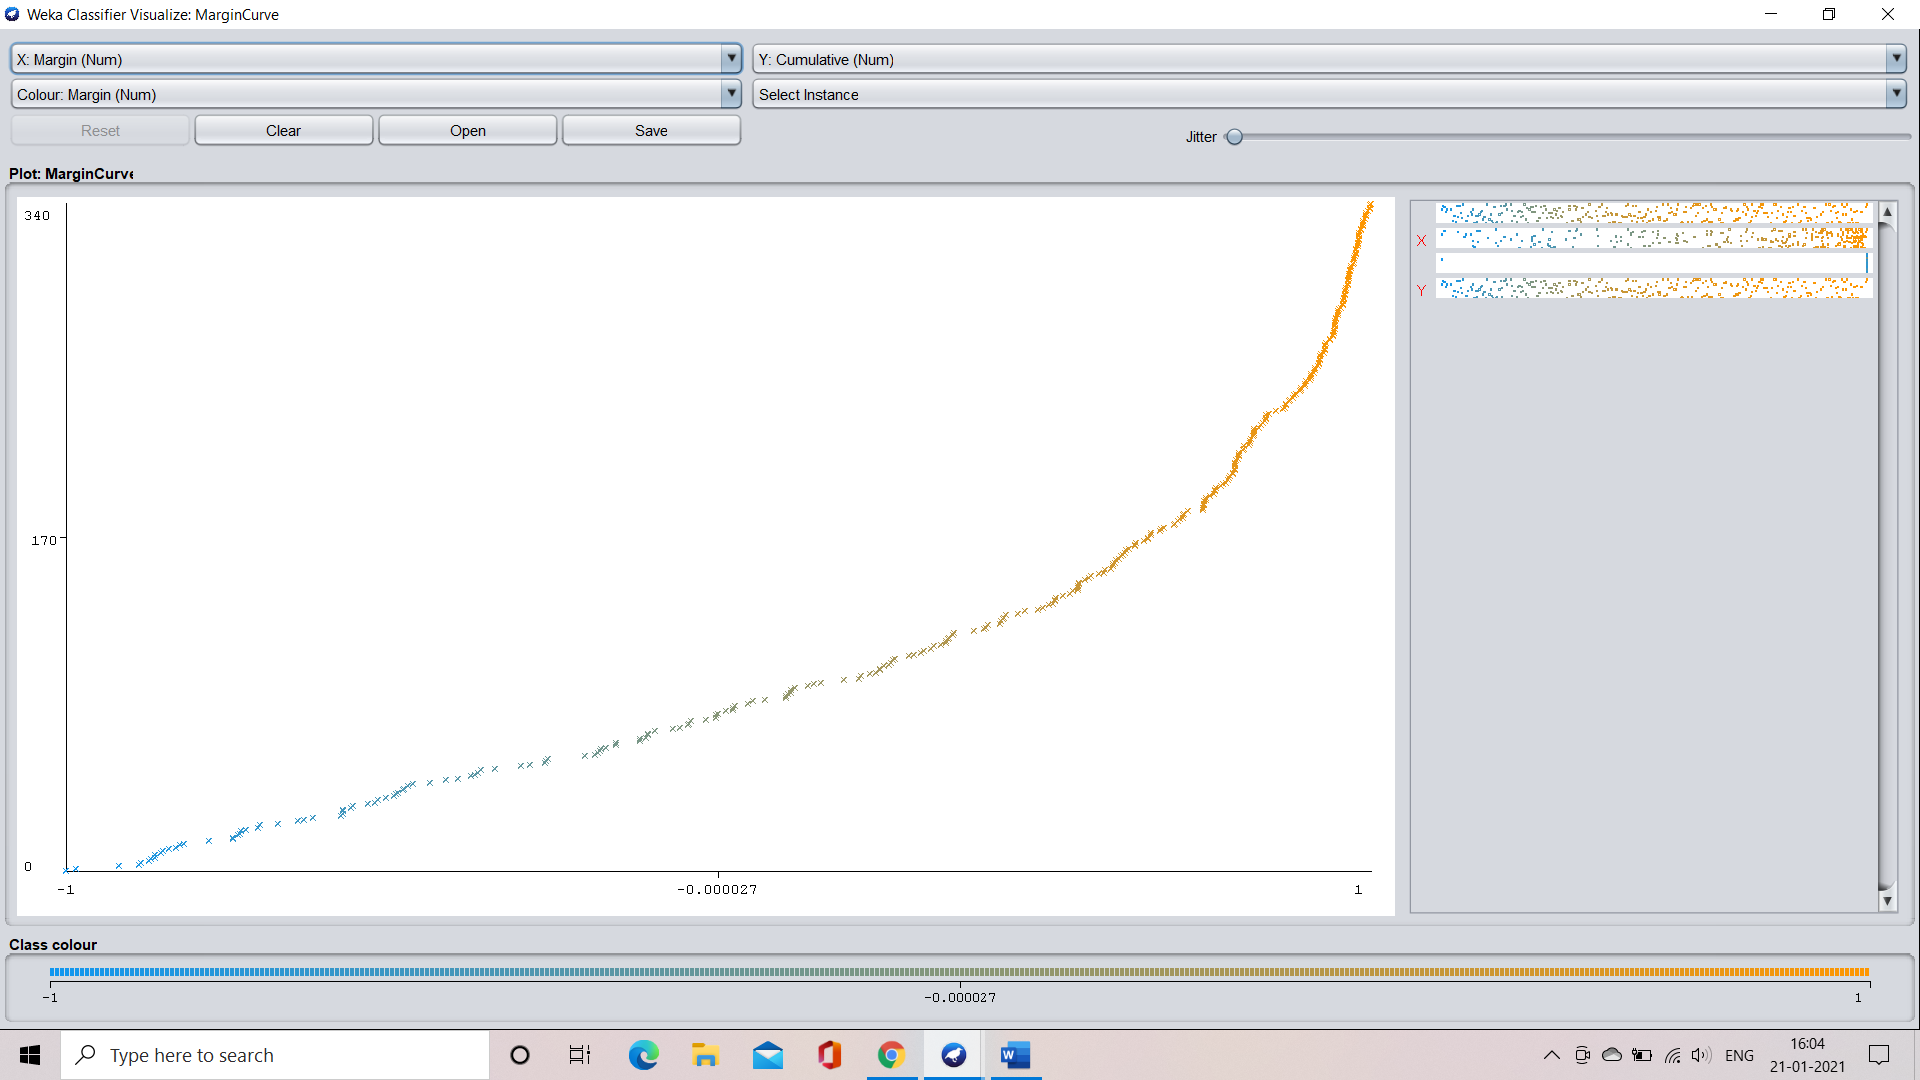 Weka Classifier Visualize: MarginCurve
X: Margin (Num)
Y: Cumulative (Num)
Colour: Margin (Num)
Select Instance
Reset
Clear
Open
Save
Jitter
Plot: MarginCurve
340
170
0
-1
-0.000027
1
X
Y
Class colour
-1
-0.000027
1
Type here to search
W
ENG
16:04
21-01-2021